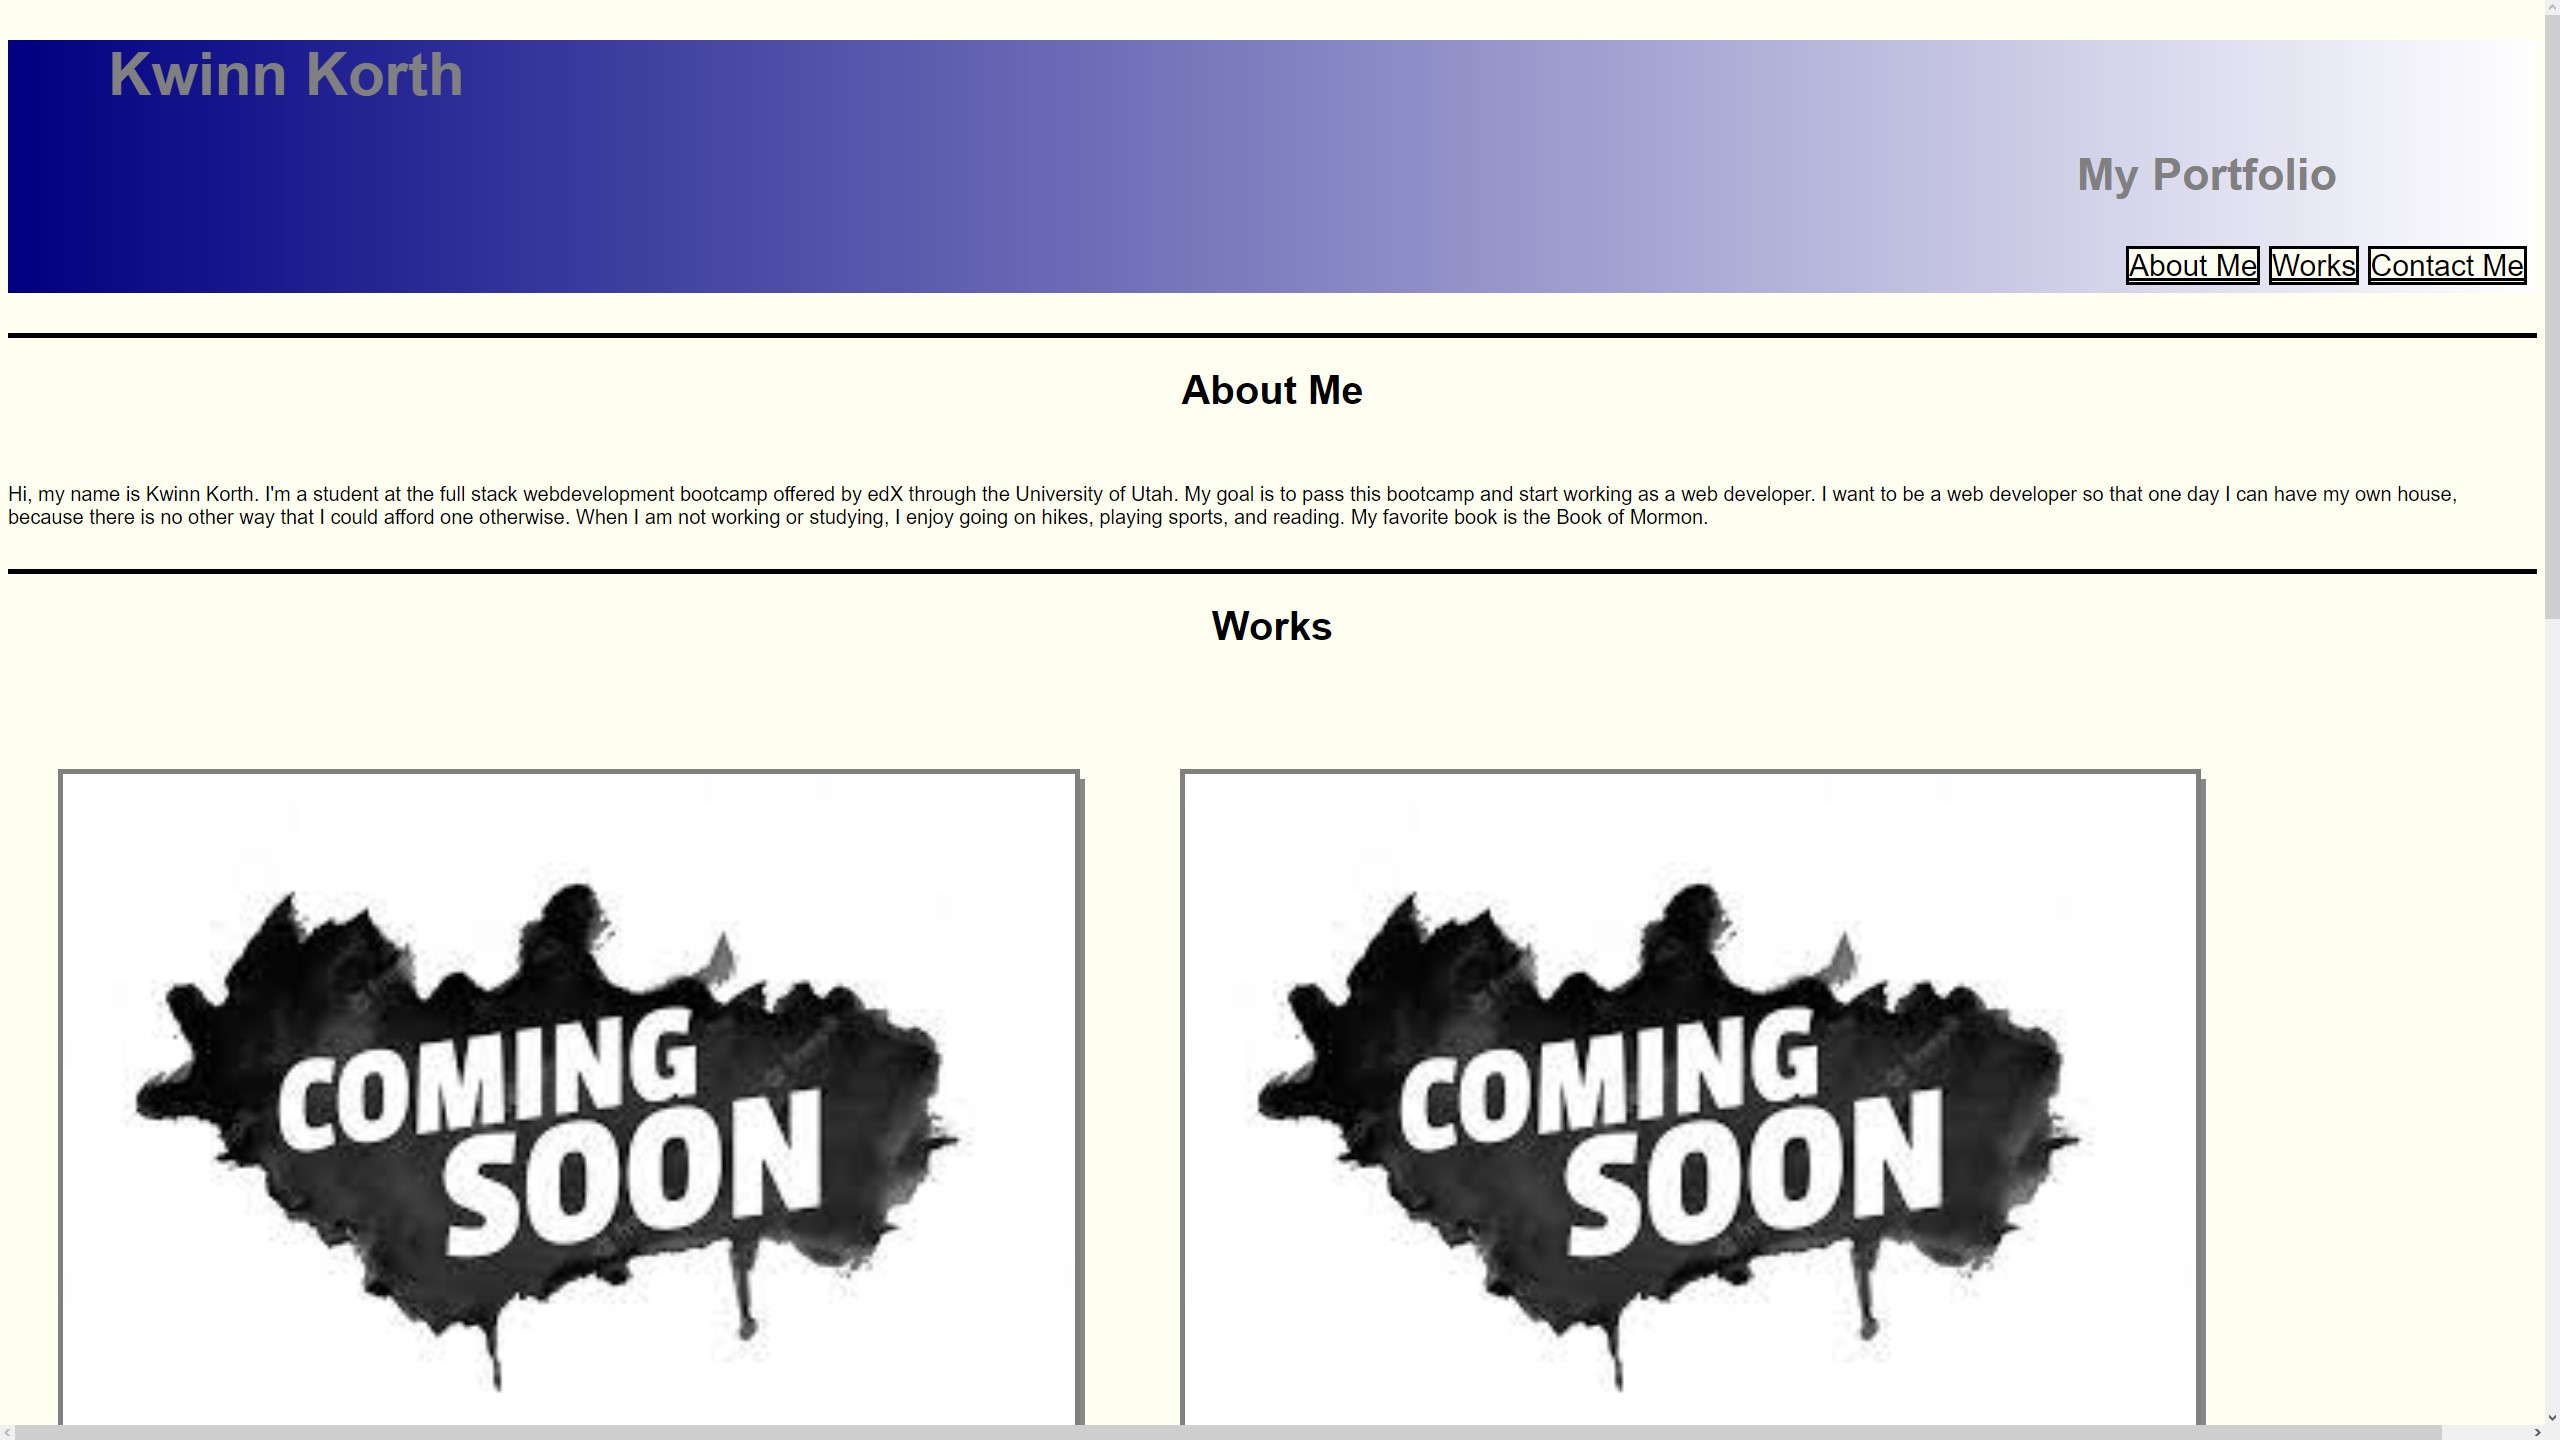 Kwinn Korth
My Portfolio
About Me Works Contact Me
About Me
Hi, my name is Kwinn Korth. I'm a student at the full stack webdevelopment bootcamp offered by edX through the University of Utah. My goal is to pass this bootcamp and start working as a web developer. I want to be a web developer so that one day I can have my own house,
because there is no other way that I could afford one otherwise. When I am not working or studying, I enjoy going on hikes, playing sports, and reading. My favorite book is the Book of Mormon.
Works
COMING
SOON
COMING
SOON